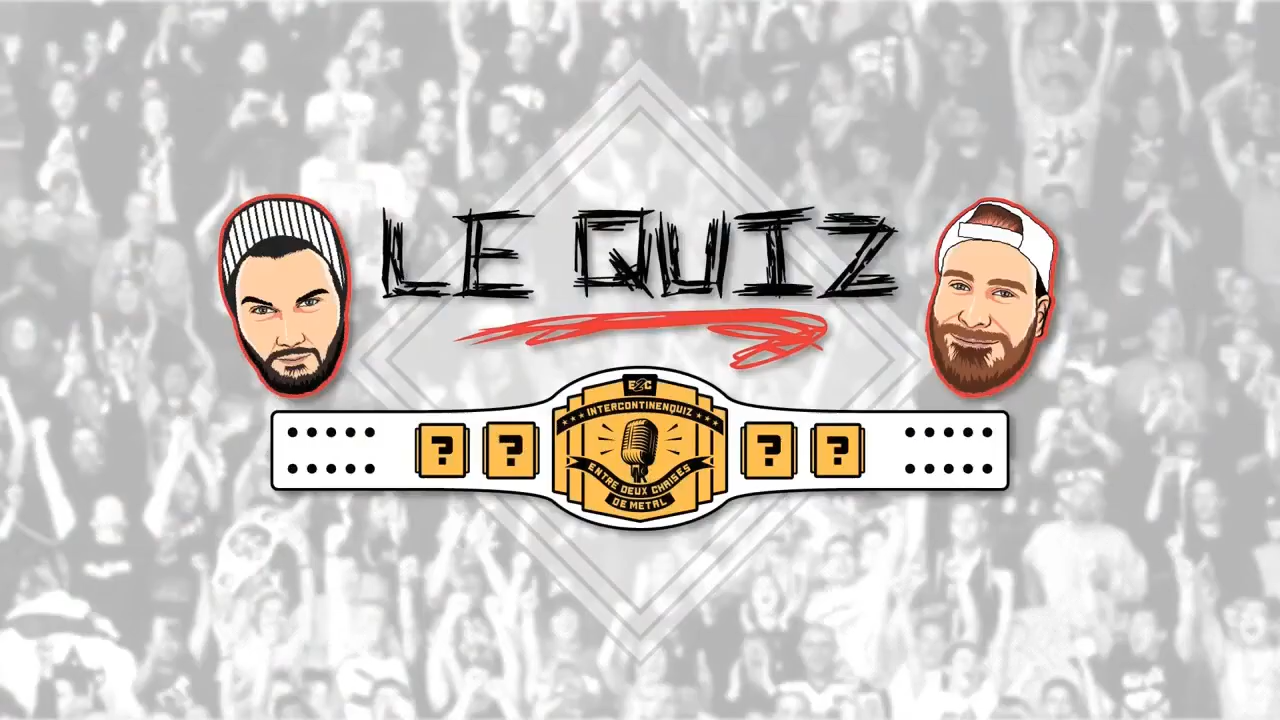 LE QUIZ
E2C
INTERCONTINENQUIZ
? ? ? ?
ENTRE DEUX CHAISES
DE METAL